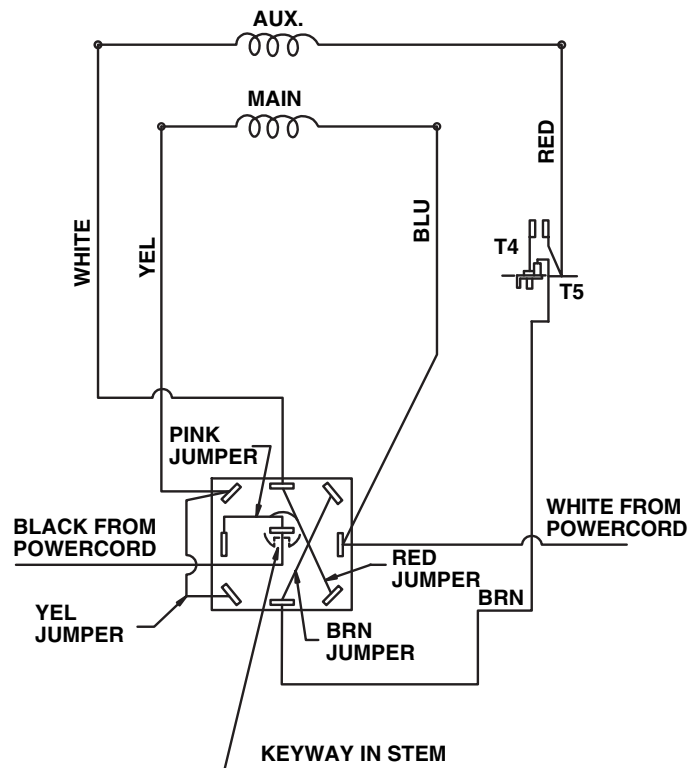 AUX.
MAIN
RED
BLU
WHITE
YEL
T4
T5
PINK
JUMPER
BLACK FROM
POWERCORD
WHITE FROM
POWERCORD
RED
JUMPER
BRN
YEL
JUMPER
BRN
JUMPER
KEYWAY IN STEM